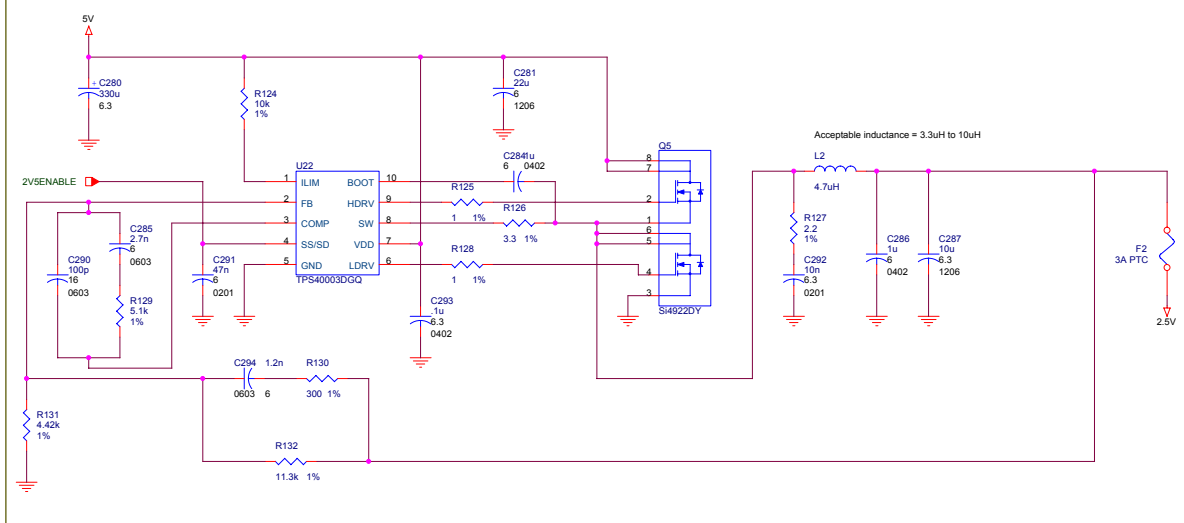 5V
+ C280
330u
6.3
R124
10k
1%
C281
22u
6
1206
Acceptable inductance = 3.3uH to 10uH
L2
4.7uH
2V5ENABLE
U22
1 ILIM BOOT 10
2 FB HDRV 9
3 COMP SW 8
4 SS/SD VDD 7
5 GND LDRV 6
TPS40003DGQ
C284 1u
6 0402
R125
1 1%
R126
3.3 1%
R128
1 1%
Q5
8
7
2
1
6
5
4
3
Si4922DY
R127
2.2
1%
C292
10n
6.3
0201
C286
1u
6
0402
C287
10u
6.3
1206
F2
3A PTC
2.5V
C285
2.7n
6
0603
C290
100p
16
0603
R129
5.1k
1%
C291
47n
6
0201
C293
.1u
6.3
0402
C294 1.2n
0603 6
R130
300 1%
R131
4.42k
1%
R132
11.3k 1%